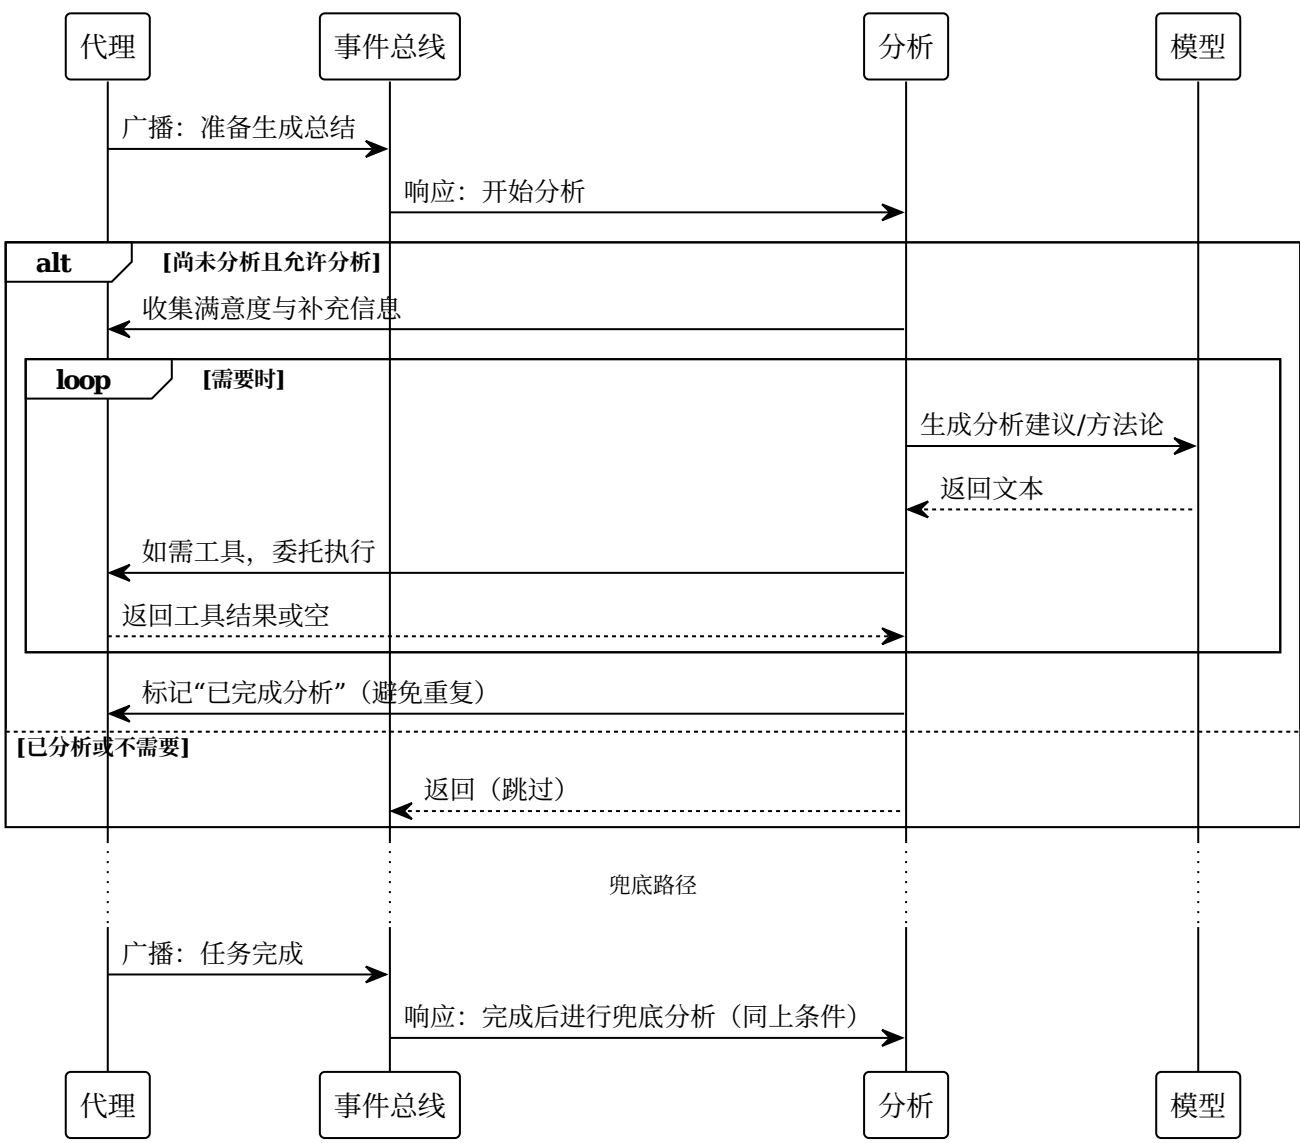 代理
事件总线
分析
模型
广播：准备生成总结
响应：开始分析
alt
[尚未分析且允许分析]
收集满意度与补充信息
loop
[需要时]
生成分析建议/方法论
返回文本
如需工具，委托执行
返回工具结果或空
标记“已完成分析”（避免重复）
[已分析或不需要]
返回（跳过）
兜底路径
广播：任务完成
响应：完成后进行兜底分析（同上条件）
代理
事件总线
分析
模型